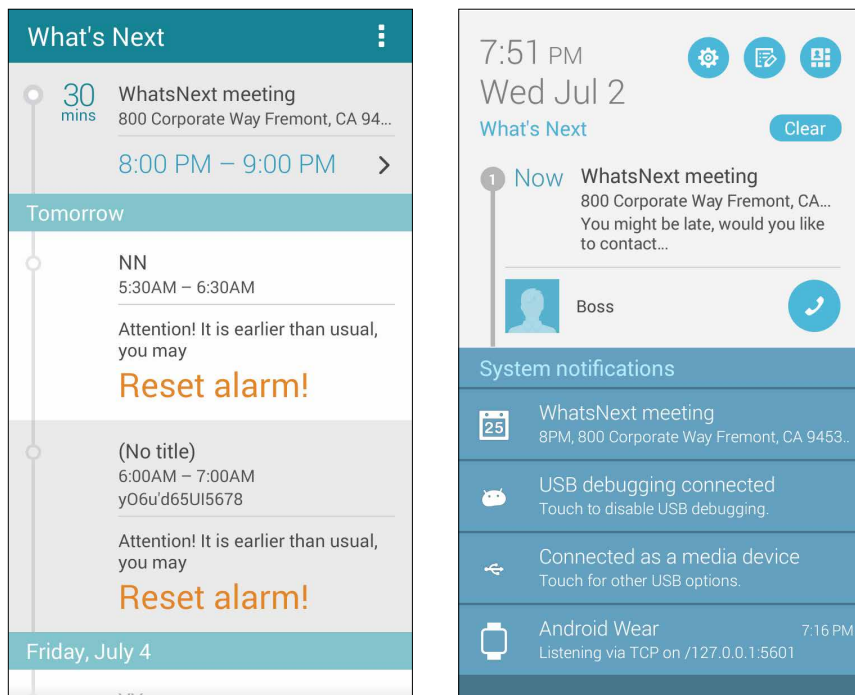 What's Next
30
mins
WhatsNext meeting
800 Corporate Way Fremont, CA 94...
8:00 PM – 9:00 PM
Tomorrow
NN
5:30AM – 6:30AM
Attention! It is earlier than usual,
you may
Reset alarm!
(No title)
6:00AM – 7:00AM
yO6u'd65UI5678
Attention! It is earlier than usual,
you may
Reset alarm!
Friday, July 4
7:51 PM
Wed Jul 2
What's Next
Clear
1
Now
WhatsNext meeting
800 Corporate Way Fremont, CA...
You might be late, would you like
to contact...
Boss
System notifications
25
WhatsNext meeting
8PM, 800 Corporate Way Fremont, CA 9453..
USB debugging connected
Touch to disable USB debugging.
Connected as a media device
Touch for other USB options.
Android Wear
7:16 PM
Listening via TCP on /127.0.0.1:5601